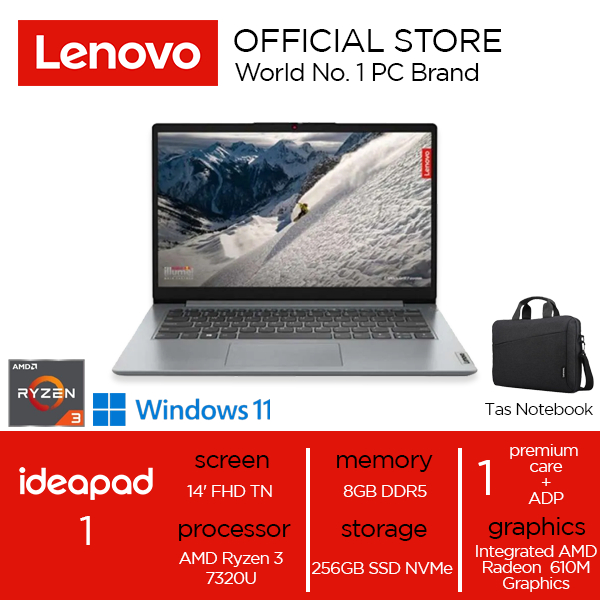 Lenovo
OFFICIAL STORE
World No. 1 PC Brand
Lenovo
AMD
RYZEN
3
Windows 11
Tas Notebook
ideapad
1
screen
14' FHD TN
processor
AMD Ryzen 3
7320U
memory
8GB DDR5
storage
256GB SSD NVMe
1
premium
care
+
ADP
graphics
Integrated AMD
Radeon 610M
Graphics